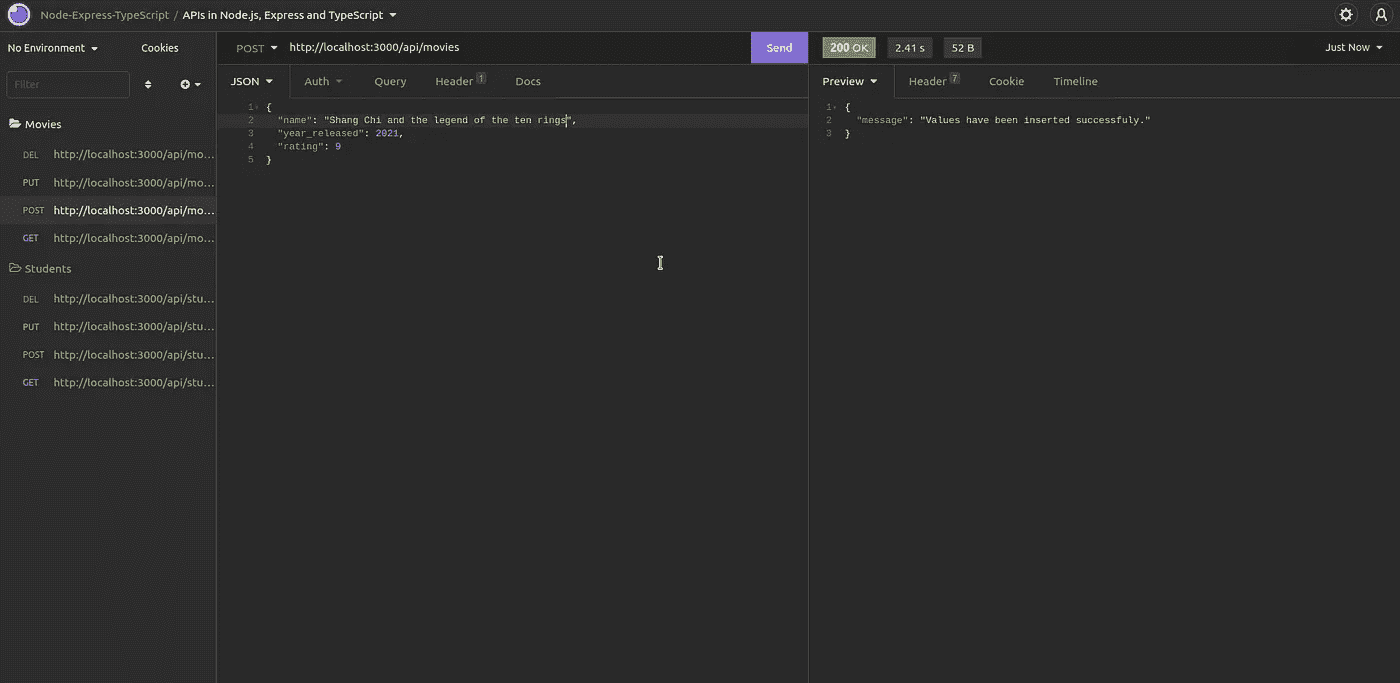 Node-Express-TypeScript / APIs in Node.js, Express and TypeScript
No Environment
Cookies
Filter
Movies
DEL http://localhost:3000/api/mo...
PUT http://localhost:3000/api/mo...
POST http://localhost:3000/api/mo...
GET http://localhost:3000/api/mo...
Students
DEL http://localhost:3000/api/stu...
PUT http://localhost:3000/api/stu...
POST http://localhost:3000/api/stu...
GET http://localhost:3000/api/stu...
POST http://localhost:3000/api/movies Send
JSON Auth Query Header 1 Docs
1 {
2 "name": "Shang Chi and the legend of the ten rings",
3 "year_released": 2021,
4 "rating": 9
5 }
200 OK 2.41 s 52 B Just Now
Preview Header 7 Cookie Timeline
1 {
2 "message": "Values have been inserted successfuly."
3 }